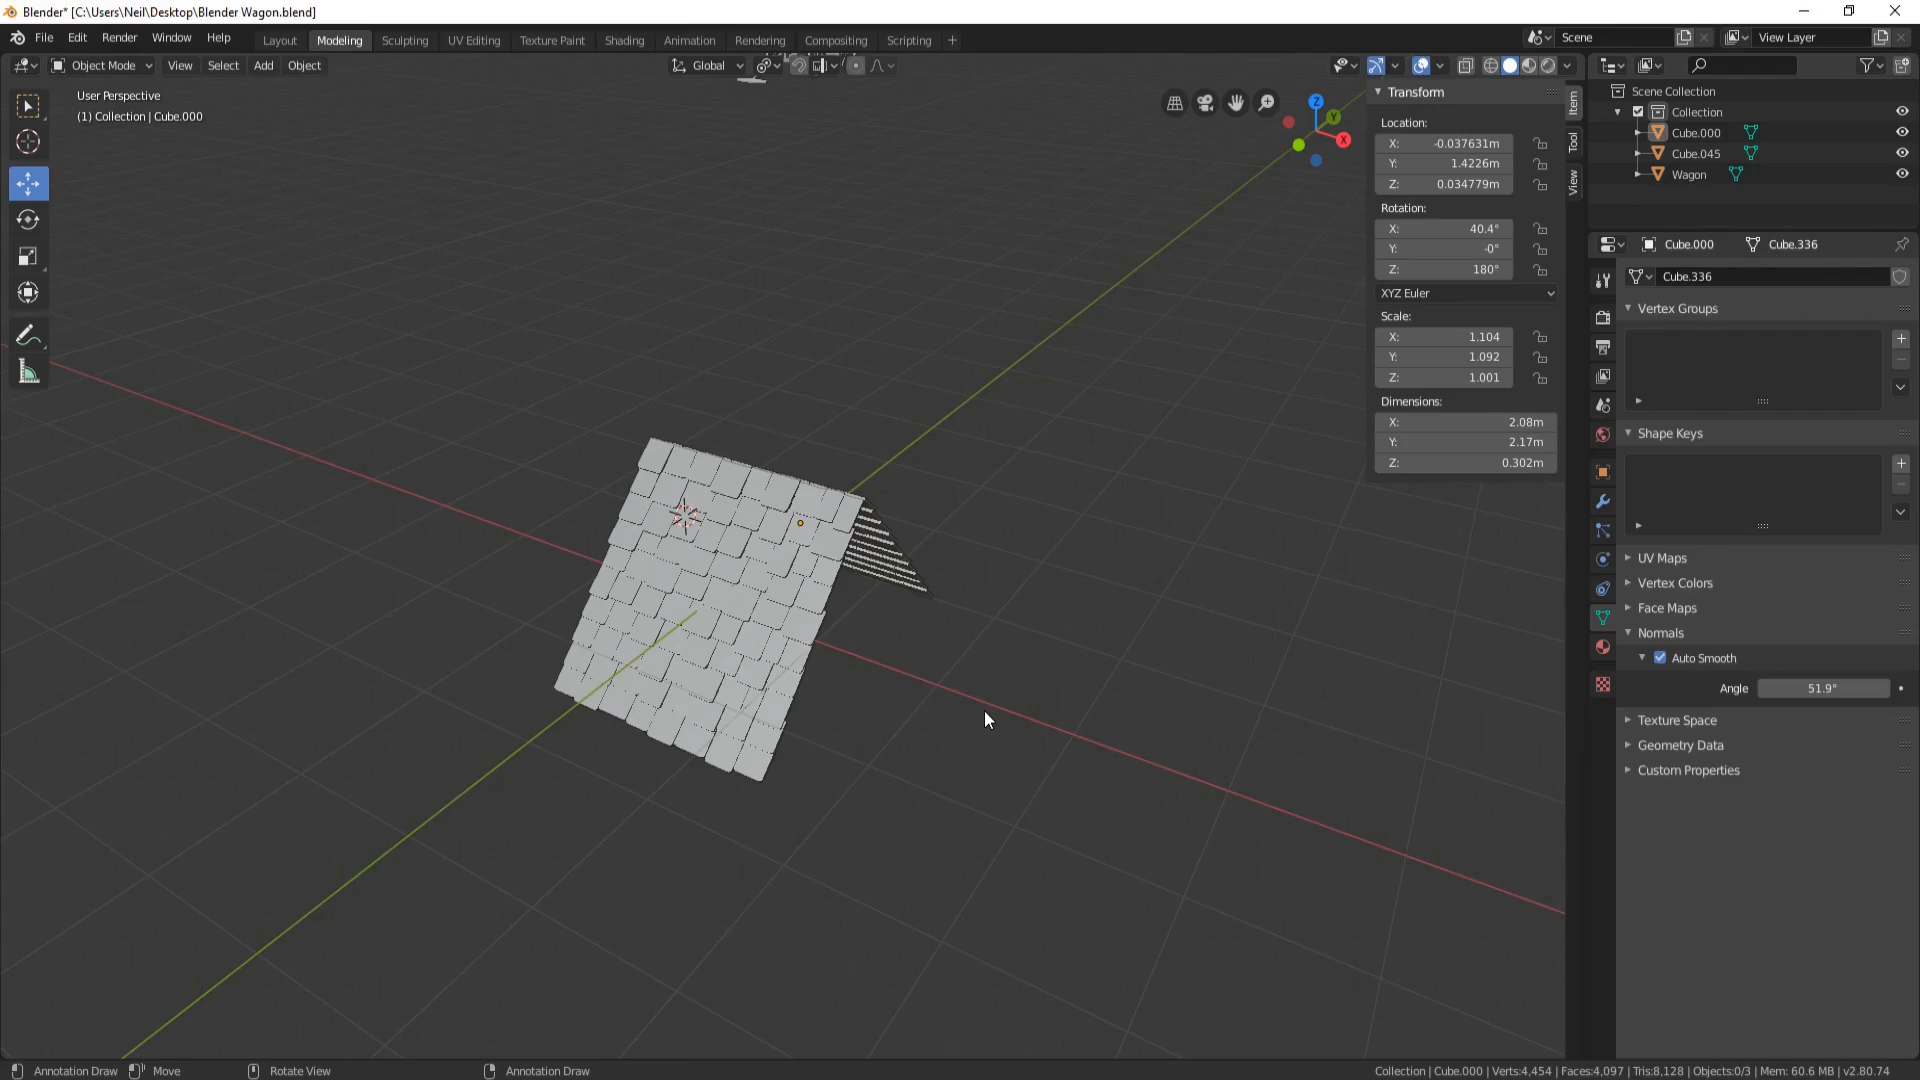 Blender* [C:\Users\Neil\Desktop\Blender Wagon.blend]
File Edit Render Window Help
Layout Modeling Sculpting UV Editing Texture Paint Shading Animation Rendering Compositing Scripting +
Scene
View Layer
Object Mode View Select Add Object
Global
User Perspective
(1) Collection | Cube.000
Z
Y
X
Transform
Location:
X: -0.037631m
Y: 1.4226m
Z: 0.034779m
Rotation:
X: 40.4°
Y: -0°
Z: 180°
XYZ Euler
Scale:
X: 1.104
Y: 1.092
Z: 1.001
Dimensions:
X: 2.08m
Y: 2.17m
Z: 0.302m
Item
Tool
View
Scene Collection
Collection
Cube.000
Cube.045
Wagon
Cube.000 Cube.336
Cube.336
Vertex Groups
Shape Keys
UV Maps
Vertex Colors
Face Maps
Normals
Auto Smooth
Angle 51.9°
Texture Space
Geometry Data
Custom Properties
Annotation Draw Move Rotate View Annotation Draw
Collection | Cube.000 | Verts:4,454 | Faces:4,097 | Tris:8,128 | Objects:0/3 | Mem: 60.6 MB | v2.80.74